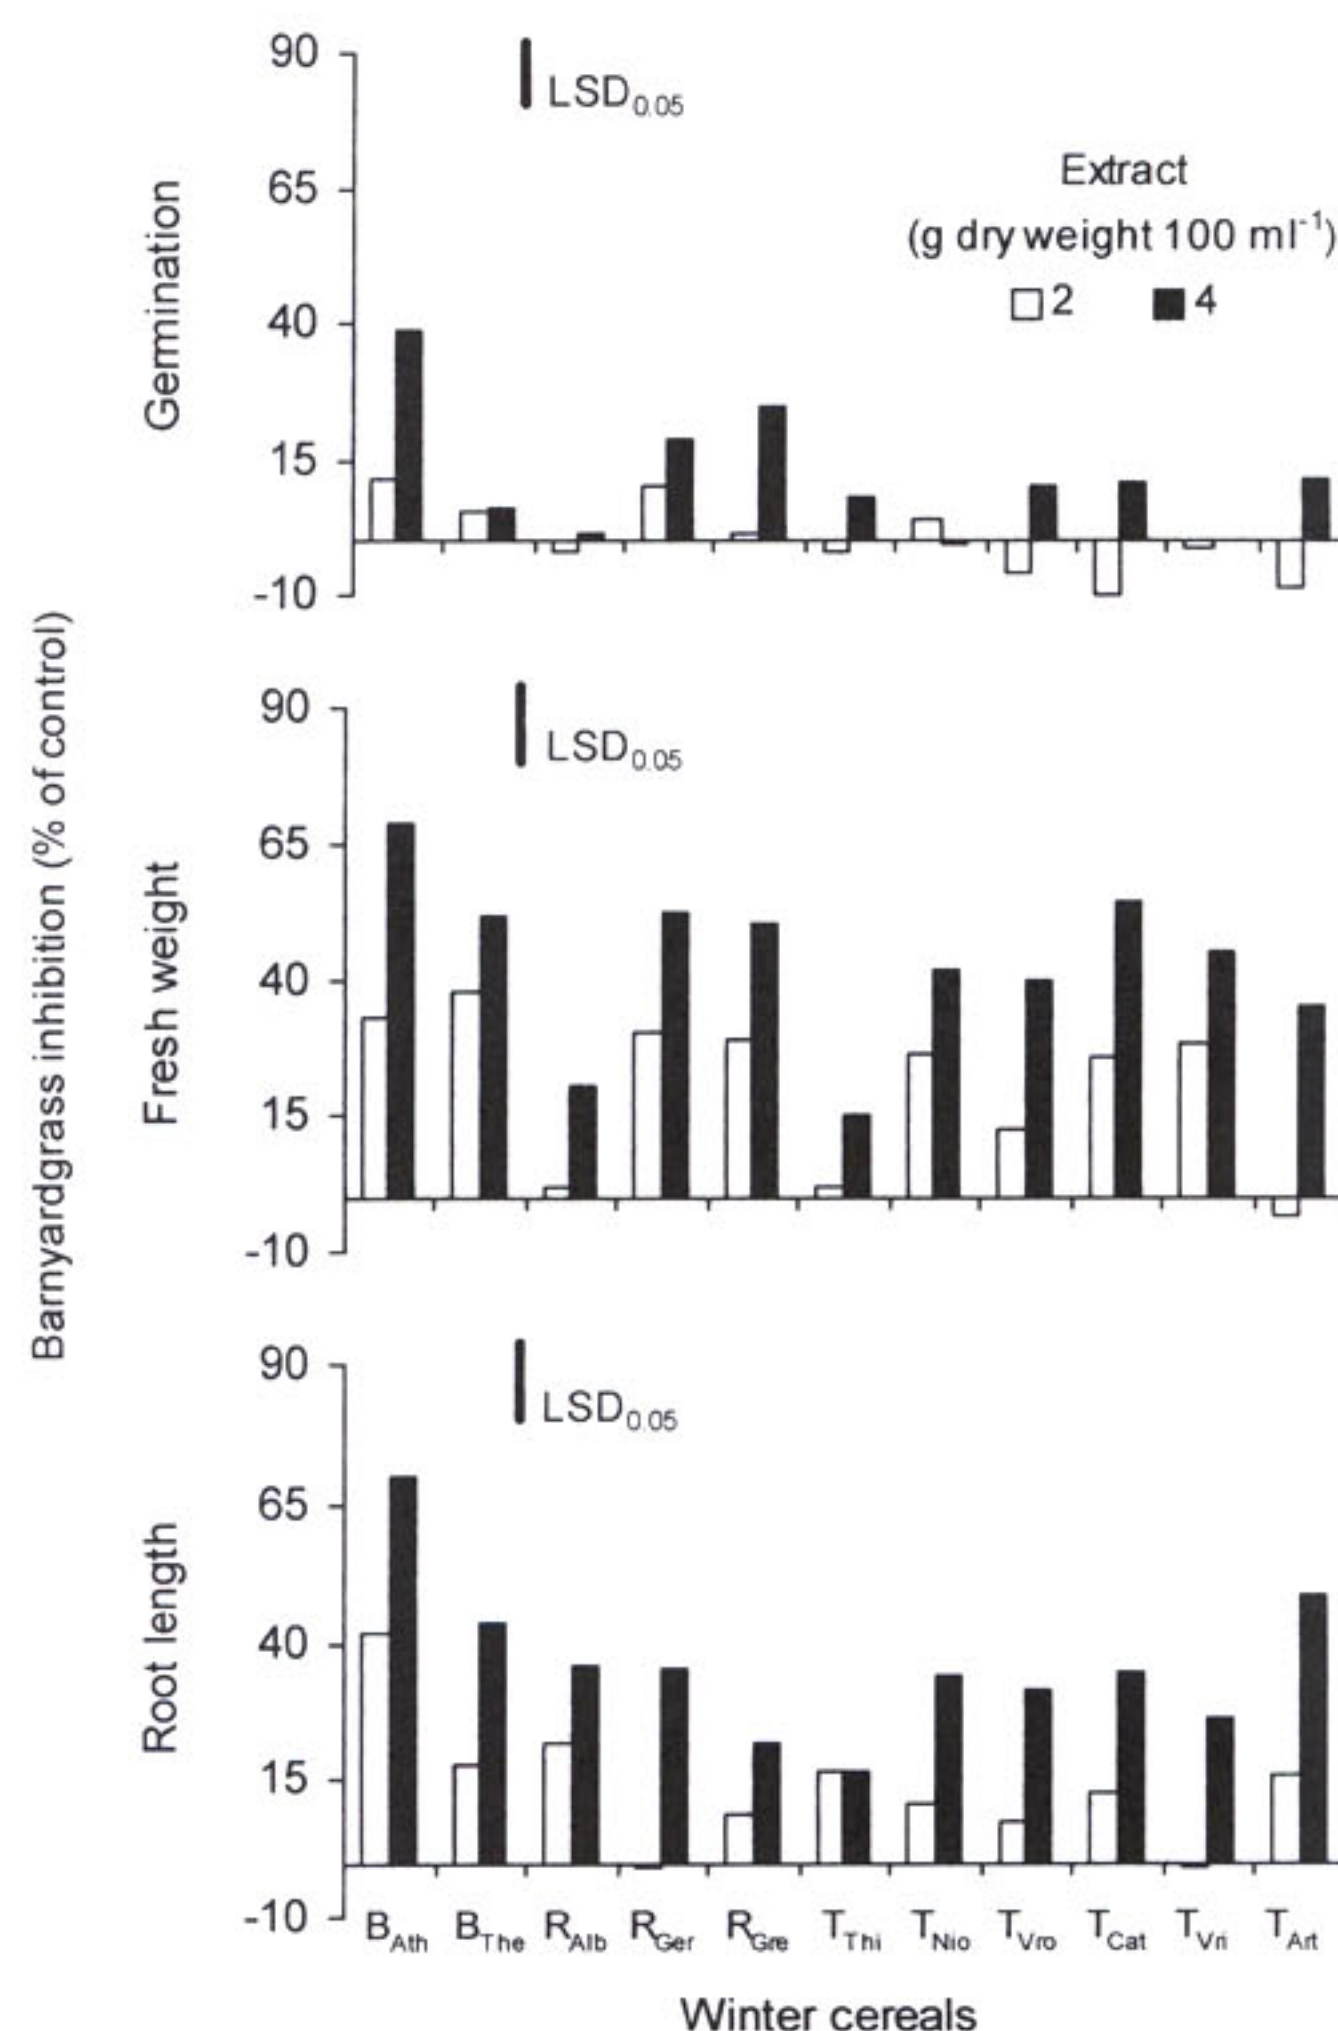 90
LSD0.05
65
Extract
(g dry weight 100 ml-1)
2 4
40
15
-10
Germination
90
LSD0.05
65
40
15
-10
Fresh weight
Barnyardgrass inhibition (% of control)
90
LSD0.05
65
40
15
-10
Root length
BAth BThe RAlb RGer RGre TThi TNio TVro TCat TVri TArt
Winter cereals